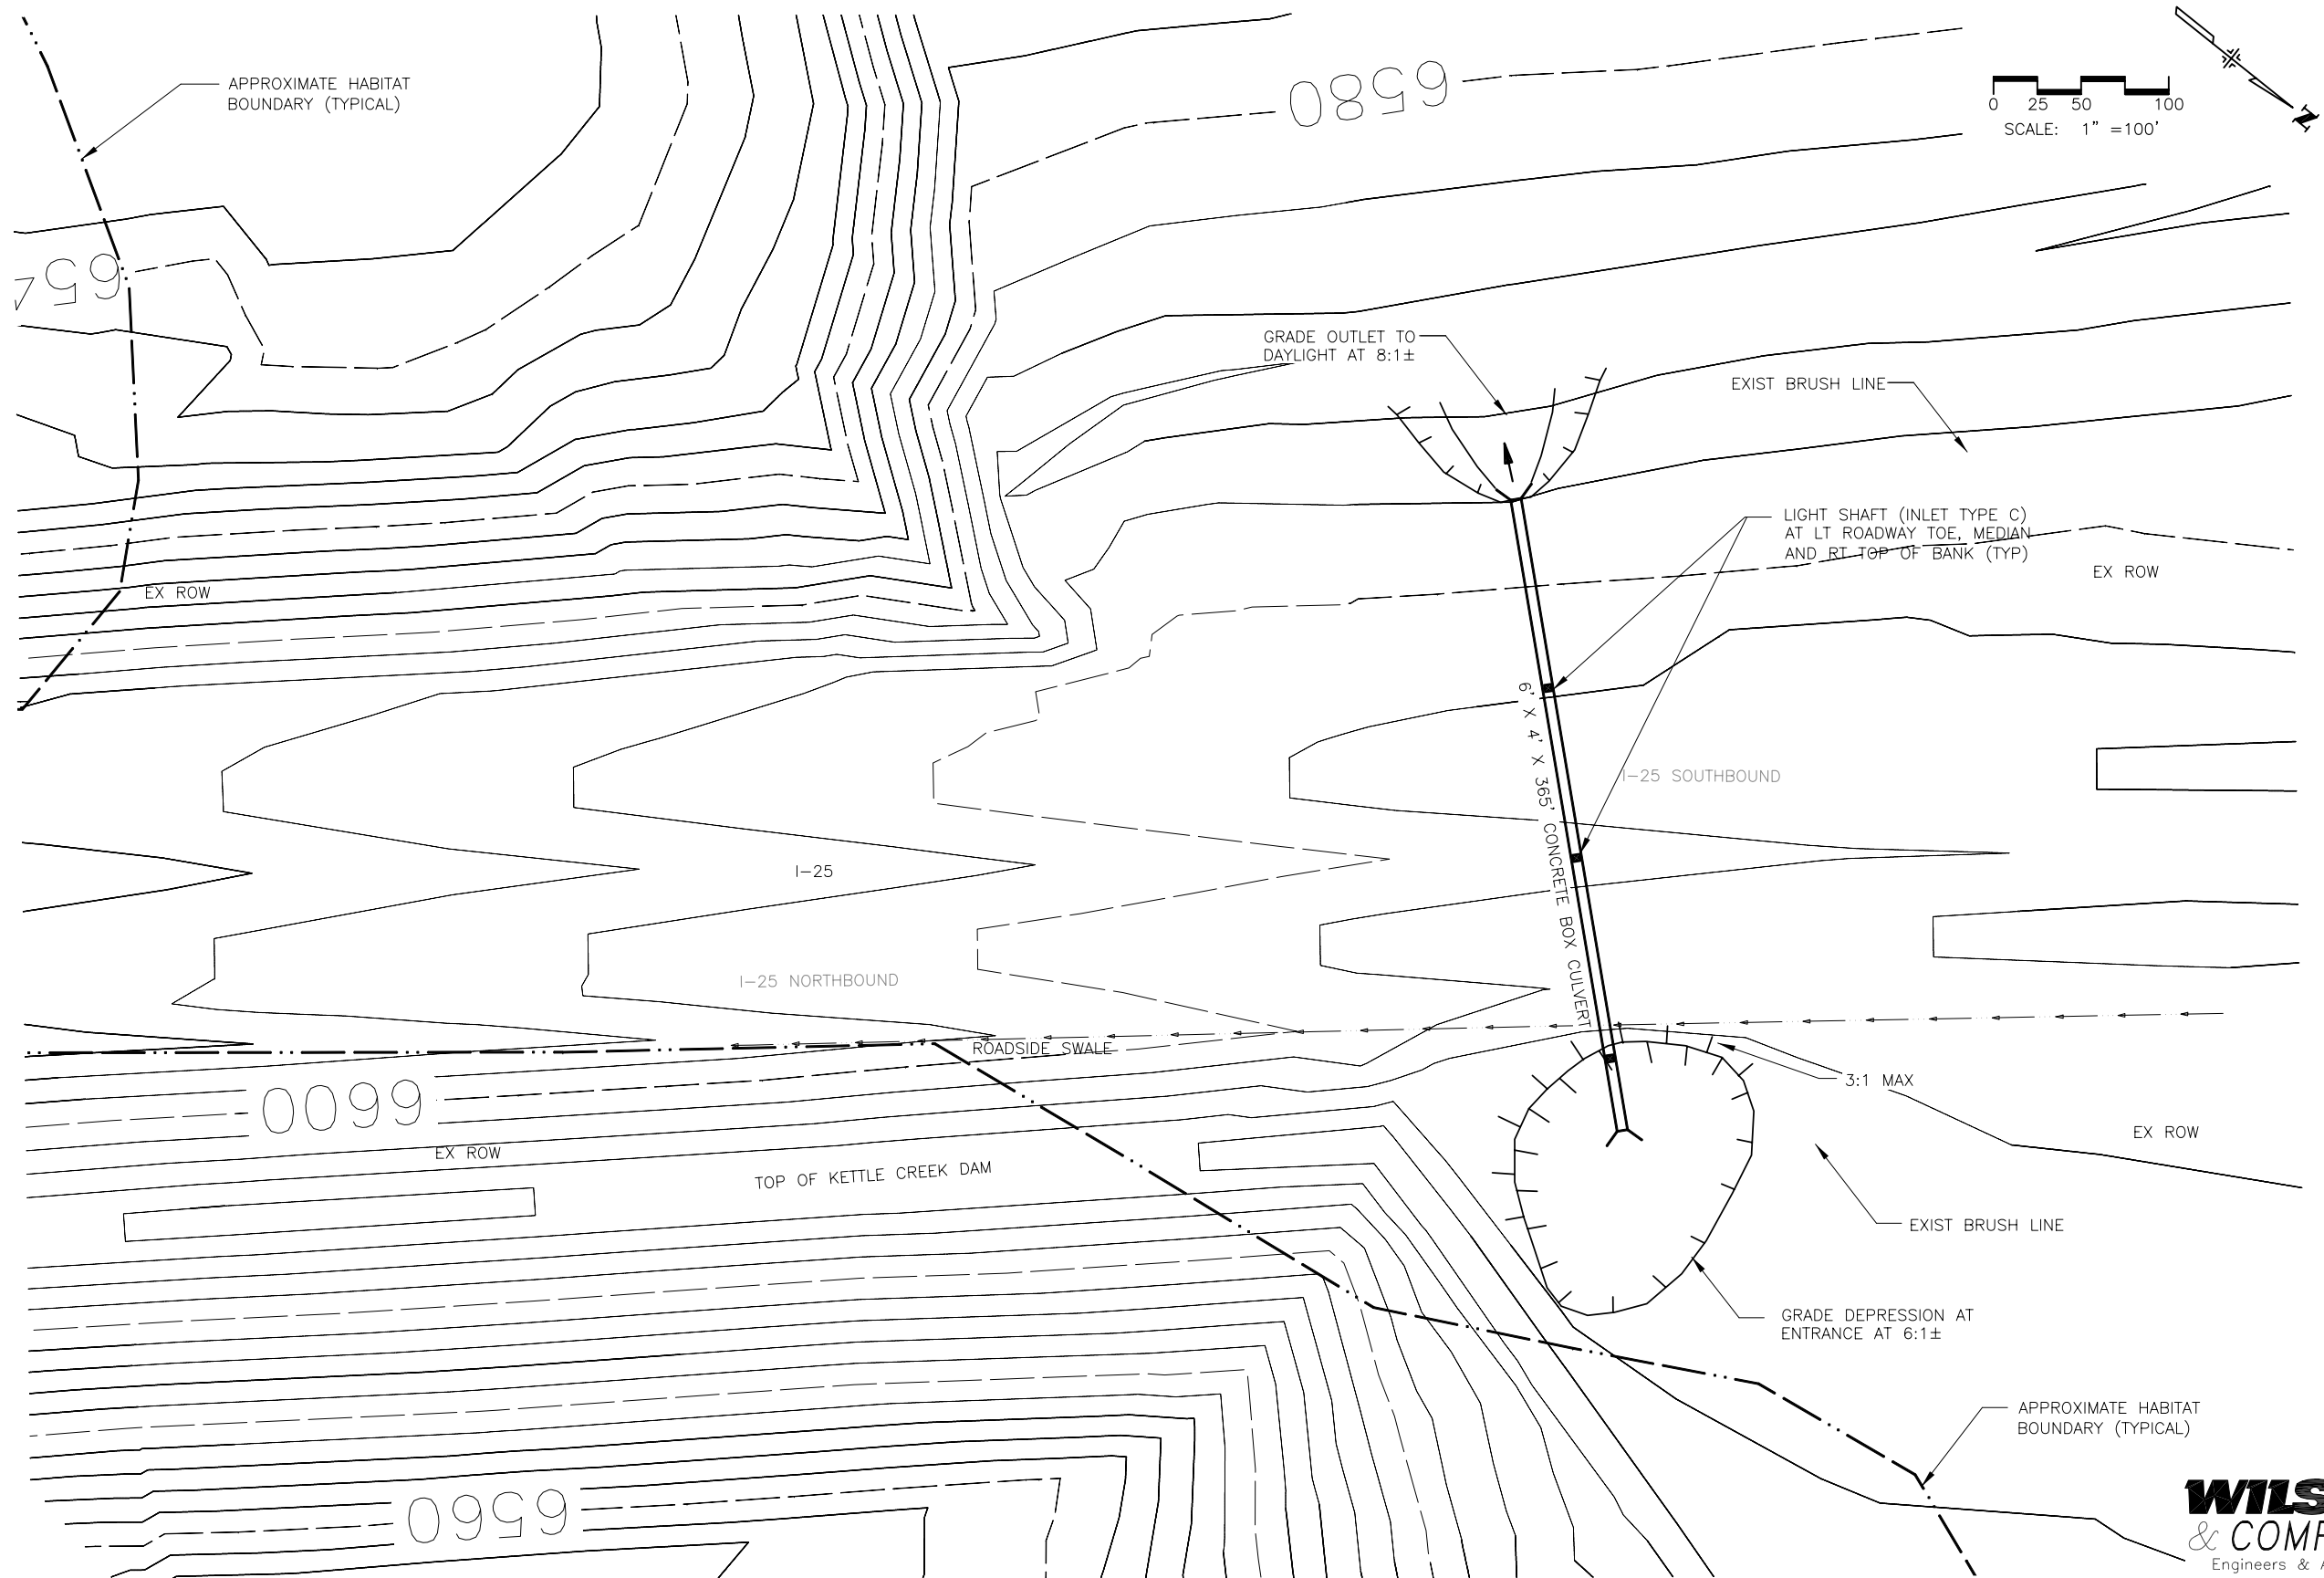 APPROXIMATE HABITAT
BOUNDARY (TYPICAL)
6580
0 25 50 100
SCALE: 1" =100'
N
654
GRADE OUTLET TO
DAYLIGHT AT 8:1±
EXIST BRUSH LINE
LIGHT SHAFT (INLET TYPE C)
AT LT ROADWAY TOE, MEDIAN
AND RT TOP OF BANK (TYP)
EX ROW
EX ROW
6' X 4' X 365' CONCRETE BOX CULVERT
I-25 SOUTHBOUND
I-25
I-25 NORTHBOUND
ROADSIDE SWALE
3:1 MAX
6600
EX ROW
EX ROW
TOP OF KETTLE CREEK DAM
EXIST BRUSH LINE
GRADE DEPRESSION AT
ENTRANCE AT 6:1±
APPROXIMATE HABITAT
BOUNDARY (TYPICAL)
6560
WILS
& COMP
Engineers & A